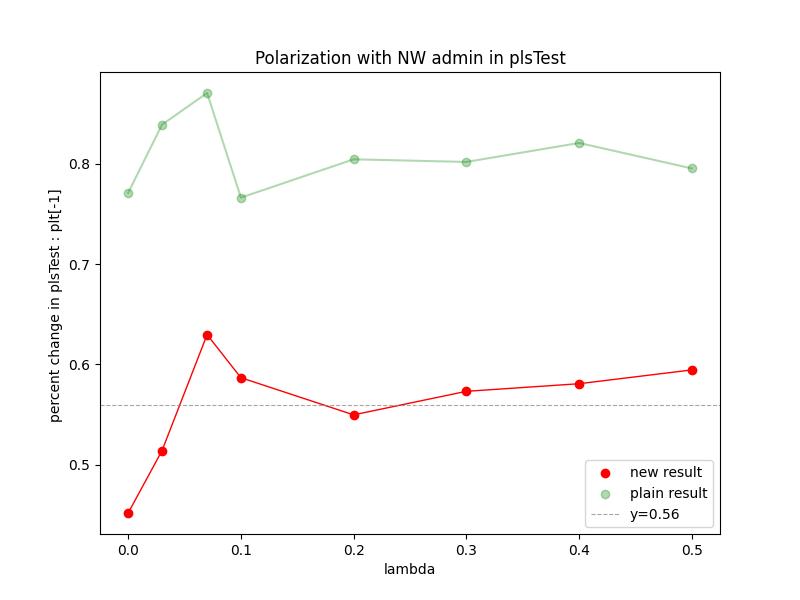 Polarization with NW admin in plsTest
percent change in plsTest : plt[-1]
0.8
0.7
0.6
0.5
0.0 0.1 0.2 0.3 0.4 0.5
lambda
new result
plain result
y=0.56